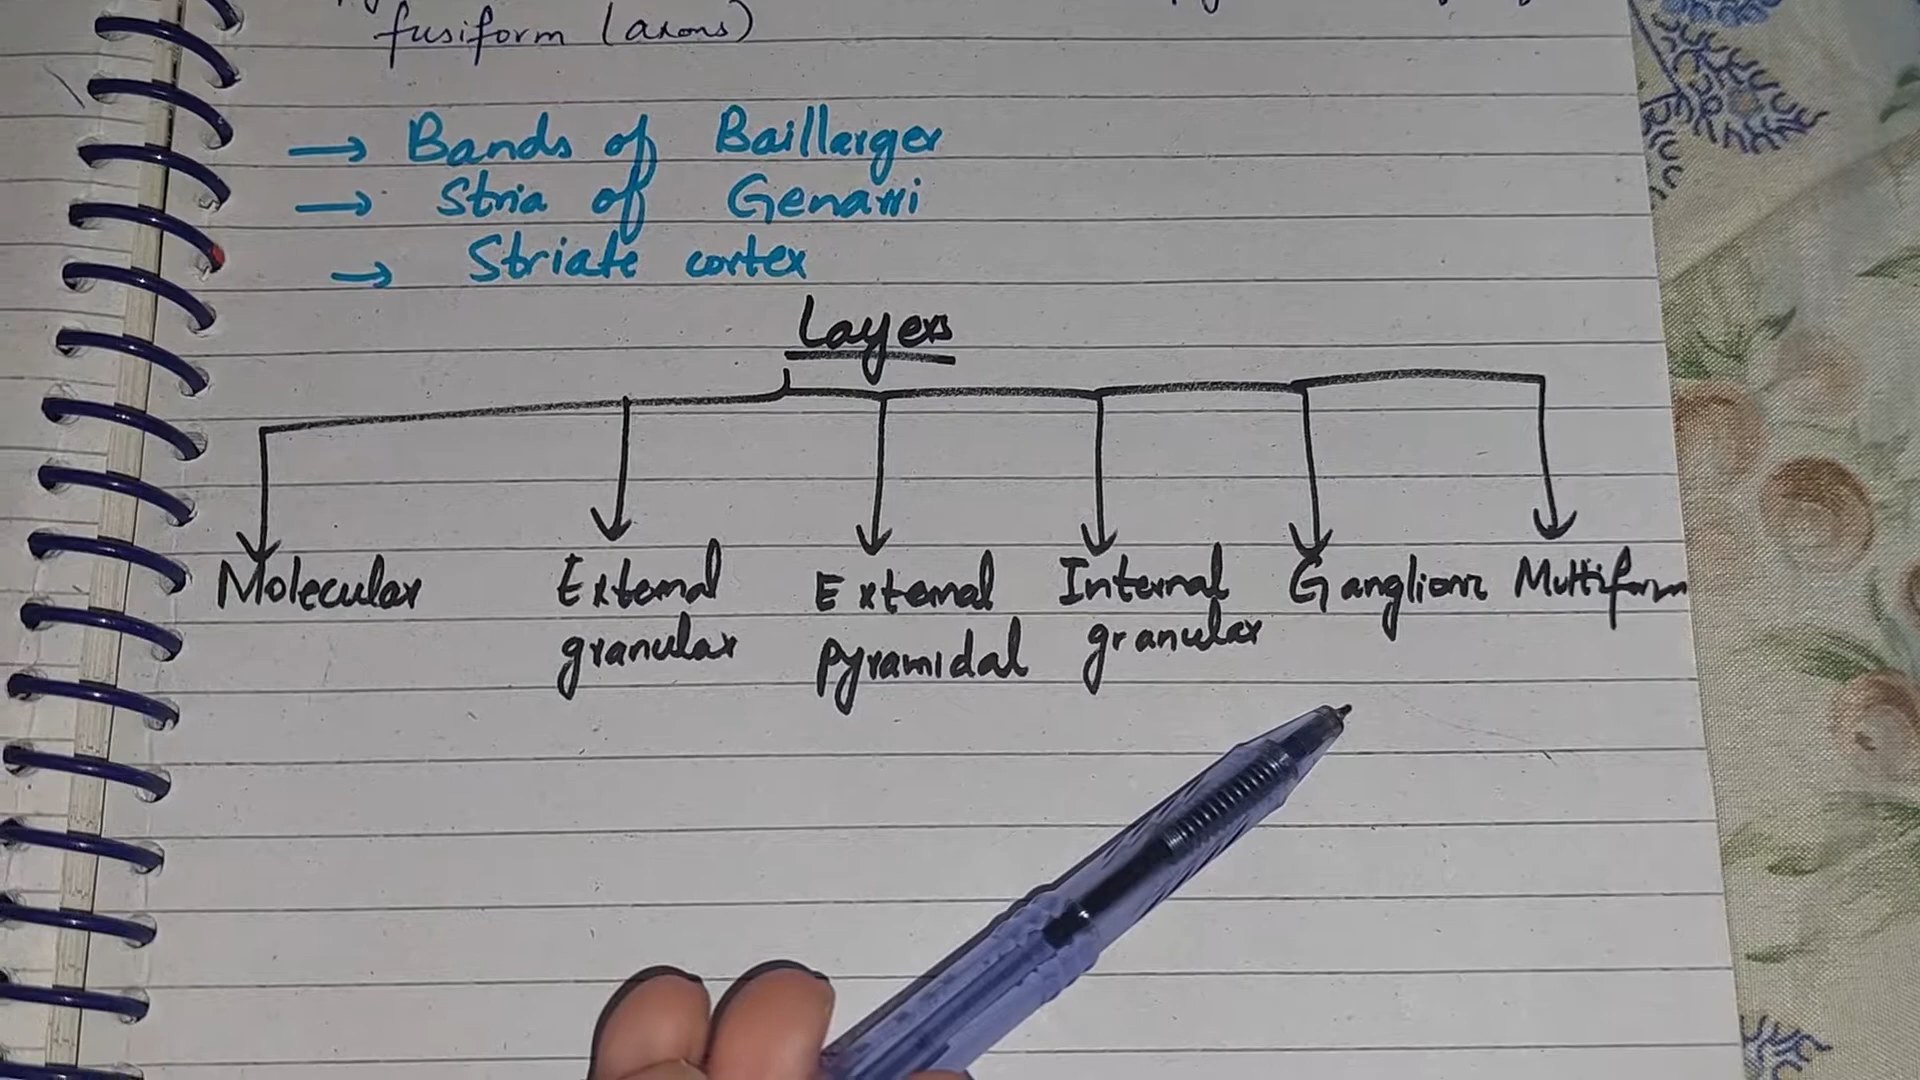 fusiform (axons)
→ Bands of Baillarger
→ Stria of Genarri
→ Striate cortex
Layers
Molecular External granular External pyramidal Internal granular Ganglionic Multiform